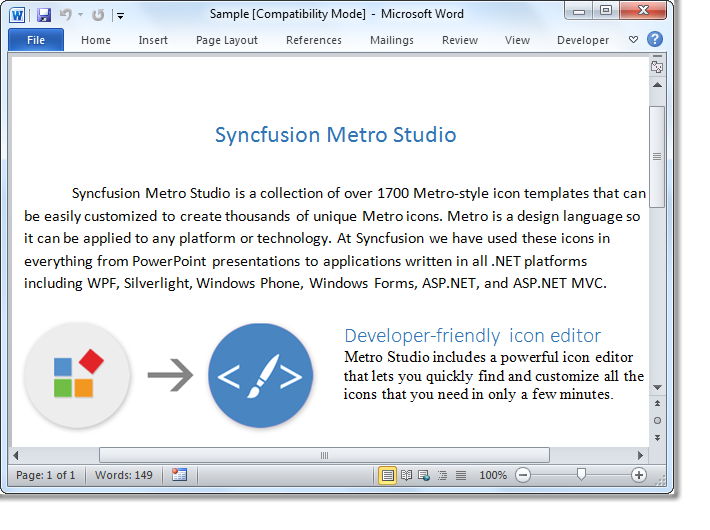 Sample [Compatibility Mode] - Microsoft Word
File Home Insert Page Layout References Mailings Review View Developer
Syncfusion Metro Studio
Syncfusion Metro Studio is a collection of over 1700 Metro-style icon templates that can
be easily customized to create thousands of unique Metro icons. Metro is a design language so
it can be applied to any platform or technology. At Syncfusion we have used these icons in
everything from PowerPoint presentations to applications written in all .NET platforms
including WPF, Silverlight, Windows Phone, Windows Forms, ASP.NET, and ASP.NET MVC.
Developer-friendly icon editor
Metro Studio includes a powerful icon editor
that lets you quickly find and customize all the
icons that you need in only a few minutes.
Page: 1 of 1 Words: 149 100%